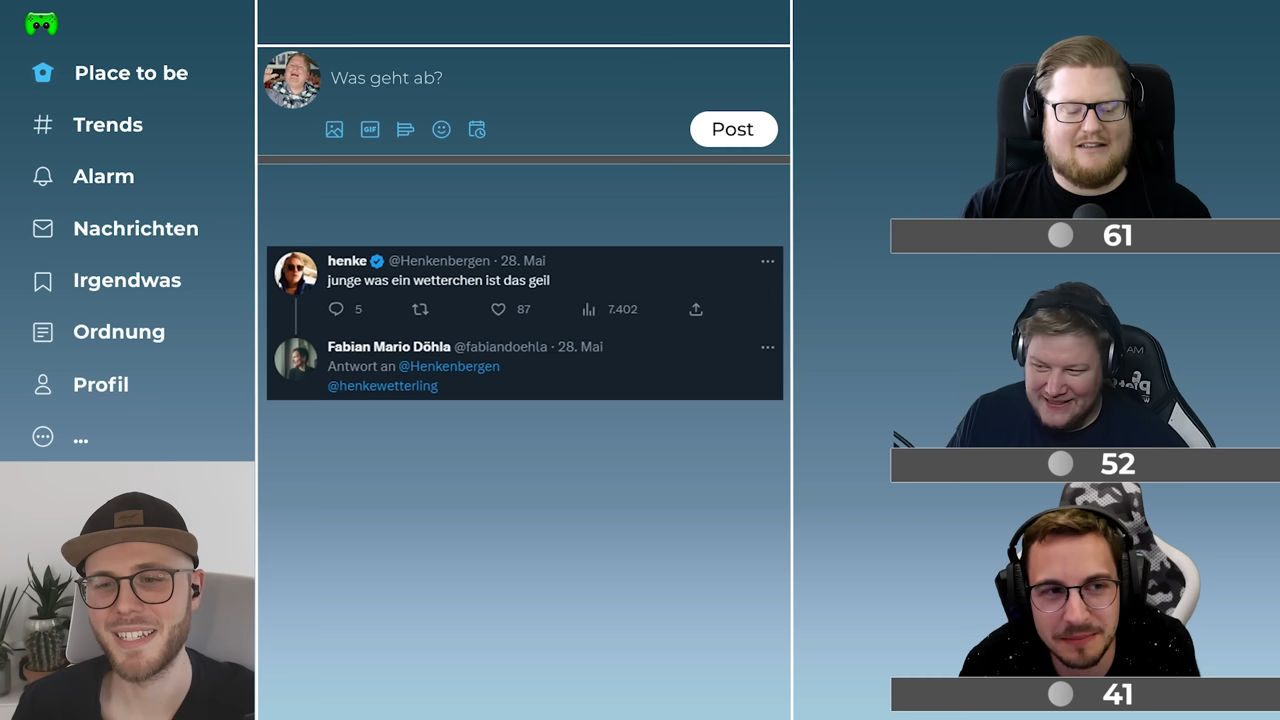 Place to be
Trends
Alarm
Nachrichten
Irgendwas
Ordnung
Profil
...
Was geht ab?
GIF
Post
henke @Henkenbergen · 28. Mai
junge was ein wetterchen ist das geil
5 87 7.402
Fabian Mario Döhla @fabiandoehla · 28. Mai
Antwort an @Henkenbergen
@henkewetterling
61
AM
52
41